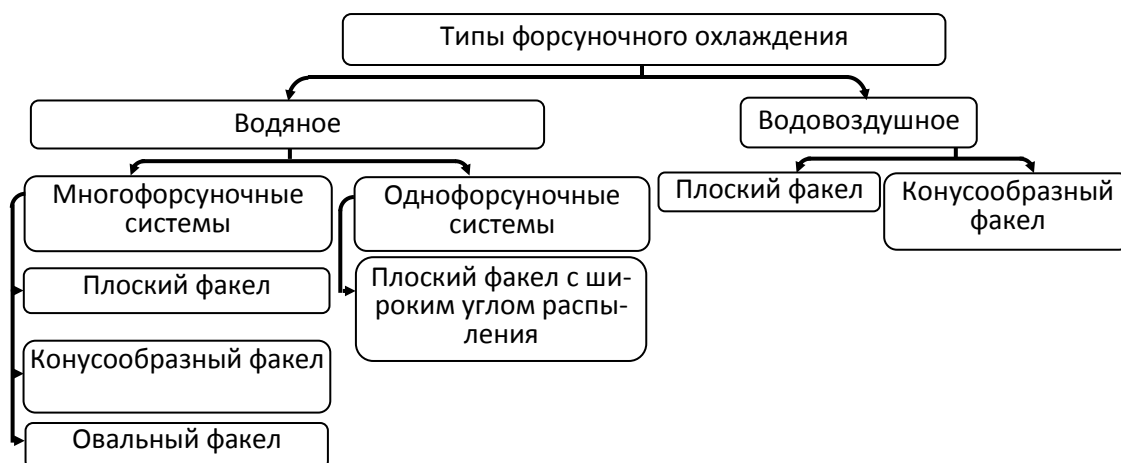 Типы форсуночного охлаждения
Водяное
Водовоздушное
Многофорсуночные
системы
Однофорсуночные
системы
Плоский факел
Конусообразный
факел
Плоский факел
Плоский факел с ши-
роким углом распы-
ления
Конусообразный факел
Овальный факел